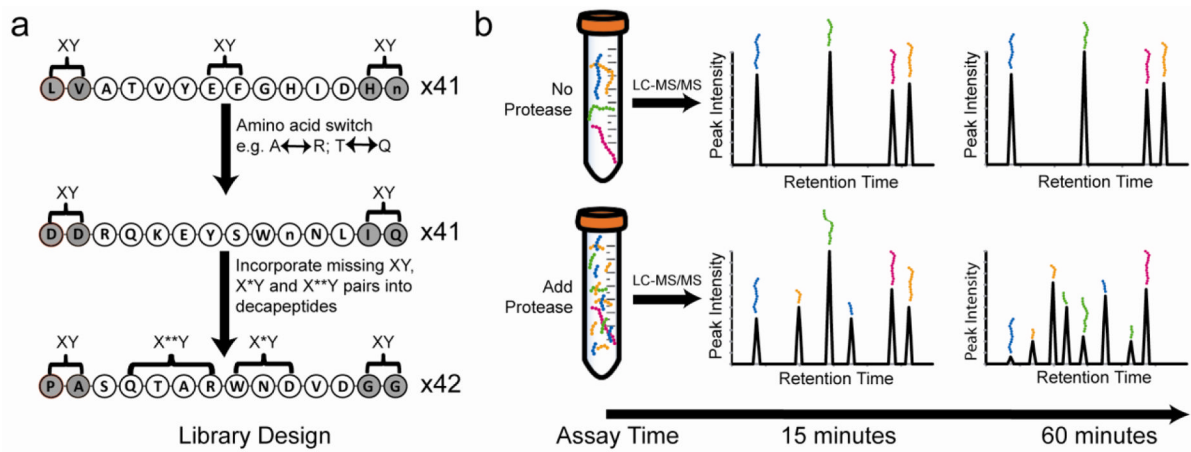 a
XY XY XY
L V A T V Y E F G H I D H n x41
Amino acid switch
e.g. A↔R; T↔Q
XY XY
D D R Q K E Y S W n N L I Q x41
Incorporate missing XY,
X*Y and X**Y pairs into
decapeptides
XY X**Y X*Y XY
P A S Q T A R W N D V D G G x42
Library Design
b
No
Protease
LC-MS/MS
Peak Intensity
Retention Time
Peak Intensity
Retention Time
Add
Protease
LC-MS/MS
Peak Intensity
Retention Time
Peak Intensity
Retention Time
Assay Time 15 minutes 60 minutes